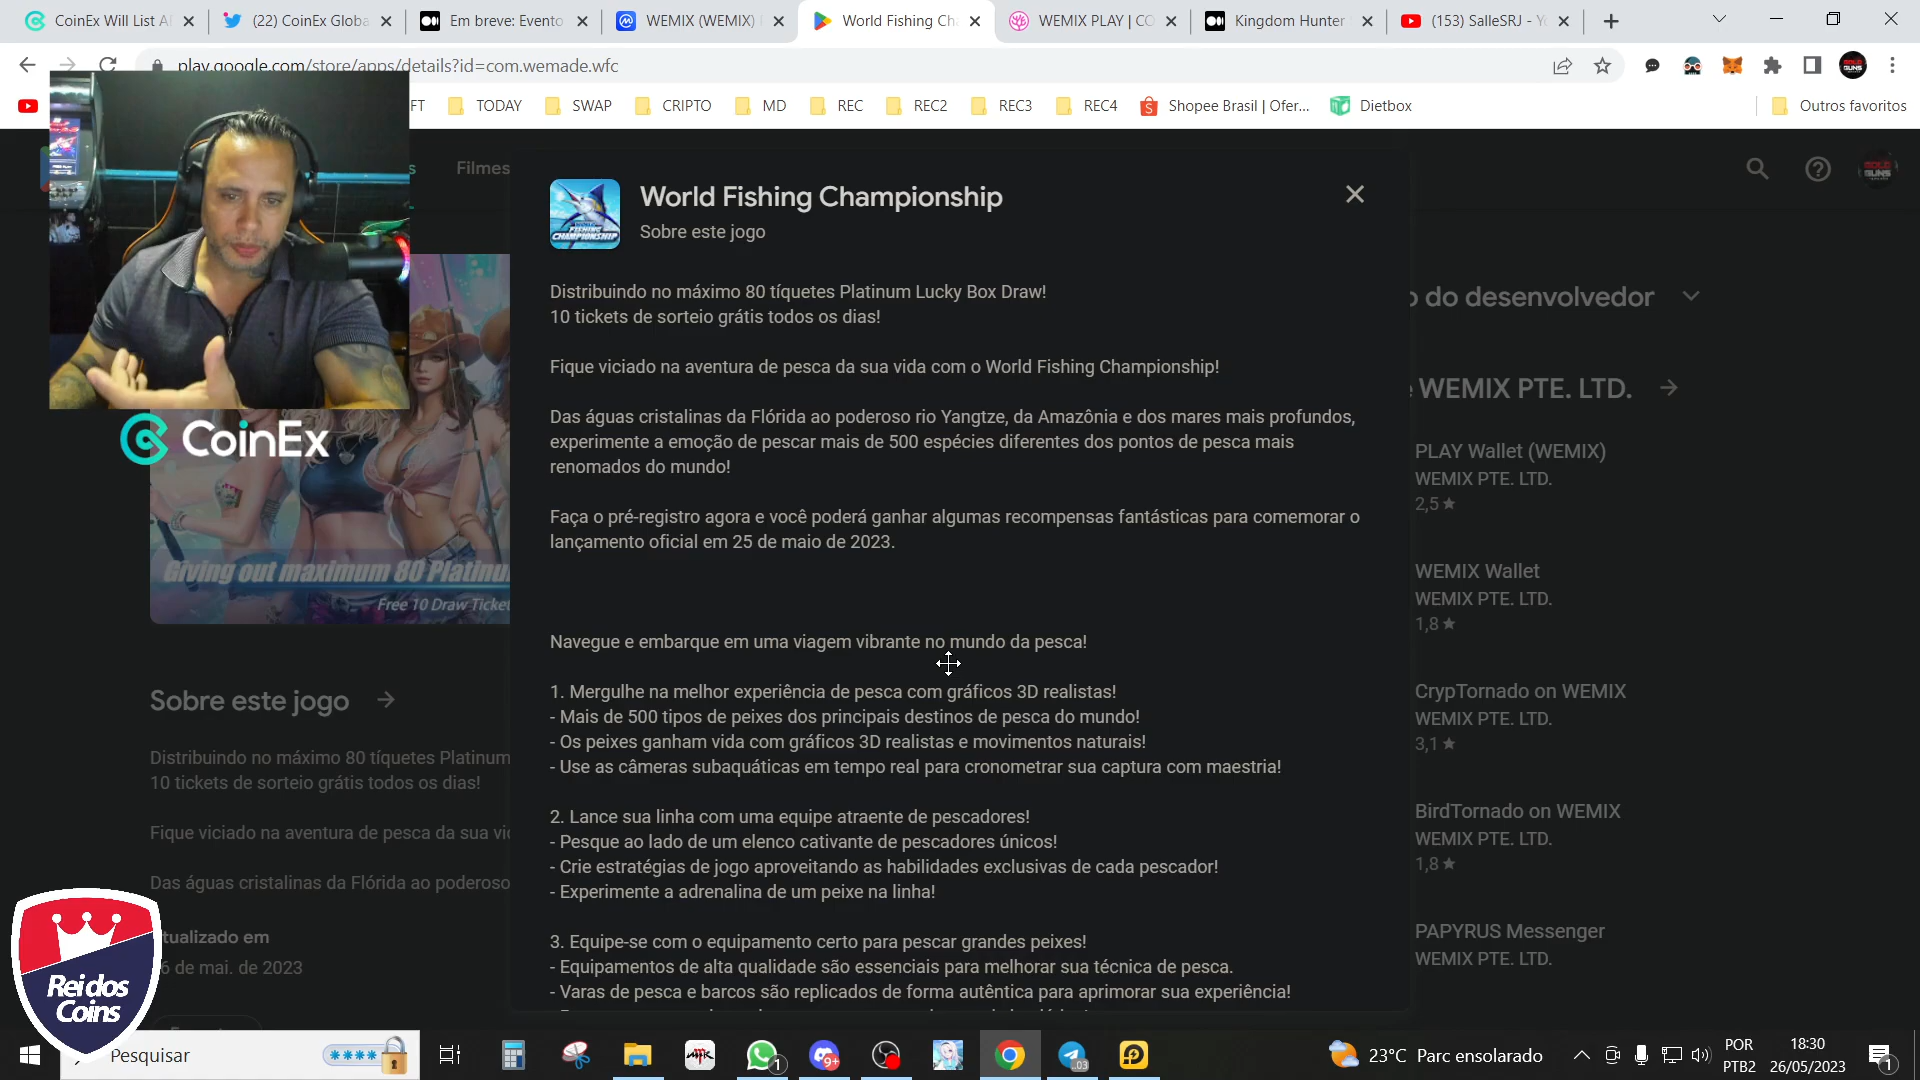 CoinEx Will List Al
(22) CoinEx Globa
Em breve: Evento
WEMIX (WEMIX)
World Fishing Ch
WEMIX PLAY | CO
Kingdom Hunter
(153) SalleSRJ - Yo
play.google.com/store/apps/details?id=com.wemade.wfc
FT
TODAY
SWAP
CRIPTO
MD
REC
REC2
REC3
REC4
Shopee Brasil | Ofer...
Dietbox
Outros favoritos
s
Filmes
World Fishing Championship
Sobre este jogo
Distribuindo no máximo 80 tíquetes Platinum Lucky Box Draw!
10 tickets de sorteio grátis todos os dias!
Fique viciado na aventura de pesca da sua vida com o World Fishing Championship!
Das águas cristalinas da Flórida ao poderoso rio Yangtze, da Amazônia e dos mares mais profundos,
experimente a emoção de pescar mais de 500 espécies diferentes dos pontos de pesca mais
renomados do mundo!
Faça o pré-registro agora e você poderá ganhar algumas recompensas fantásticas para comemorar o
lançamento oficial em 25 de maio de 2023.
Navegue e embarque em uma viagem vibrante no mundo da pesca!
1. Mergulhe na melhor experiência de pesca com gráficos 3D realistas!
- Mais de 500 tipos de peixes dos principais destinos de pesca do mundo!
- Os peixes ganham vida com gráficos 3D realistas e movimentos naturais!
- Use as câmeras subaquáticas em tempo real para cronometrar sua captura com maestria!
2. Lance sua linha com uma equipe atraente de pescadores!
- Pesque ao lado de um elenco cativante de pescadores únicos!
- Crie estratégias de jogo aproveitando as habilidades exclusivas de cada pescador!
- Experimente a adrenalina de um peixe na linha!
3. Equipe-se com o equipamento certo para pescar grandes peixes!
- Equipamentos de alta qualidade são essenciais para melhorar sua técnica de pesca.
- Varas de pesca e barcos são replicados de forma autêntica para aprimorar sua experiência!
CoinEx
Giving out maximum 80 Platinu
Free 10 Draw Ticket
Sobre este jogo
Distribuindo no máximo 80 tíquetes Platinum
10 tickets de sorteio grátis todos os dias!
Fique viciado na aventura de pesca da sua vi
Das águas cristalinas da Flórida ao poderoso
tualizado em
6 de mai. de 2023
o do desenvolvedor
WEMIX PTE. LTD.
PLAY Wallet (WEMIX)
WEMIX PTE. LTD.
2,5
WEMIX Wallet
WEMIX PTE. LTD.
1,8
CrypTornado on WEMIX
WEMIX PTE. LTD.
3,1
BirdTornado on WEMIX
WEMIX PTE. LTD.
1,8
PAPYRUS Messenger
WEMIX PTE. LTD.
Rei dos
Coins
Pesquisar
****
1
9+
03
23°C Parc ensolarado
POR
PTB2
18:30
26/05/2023
1